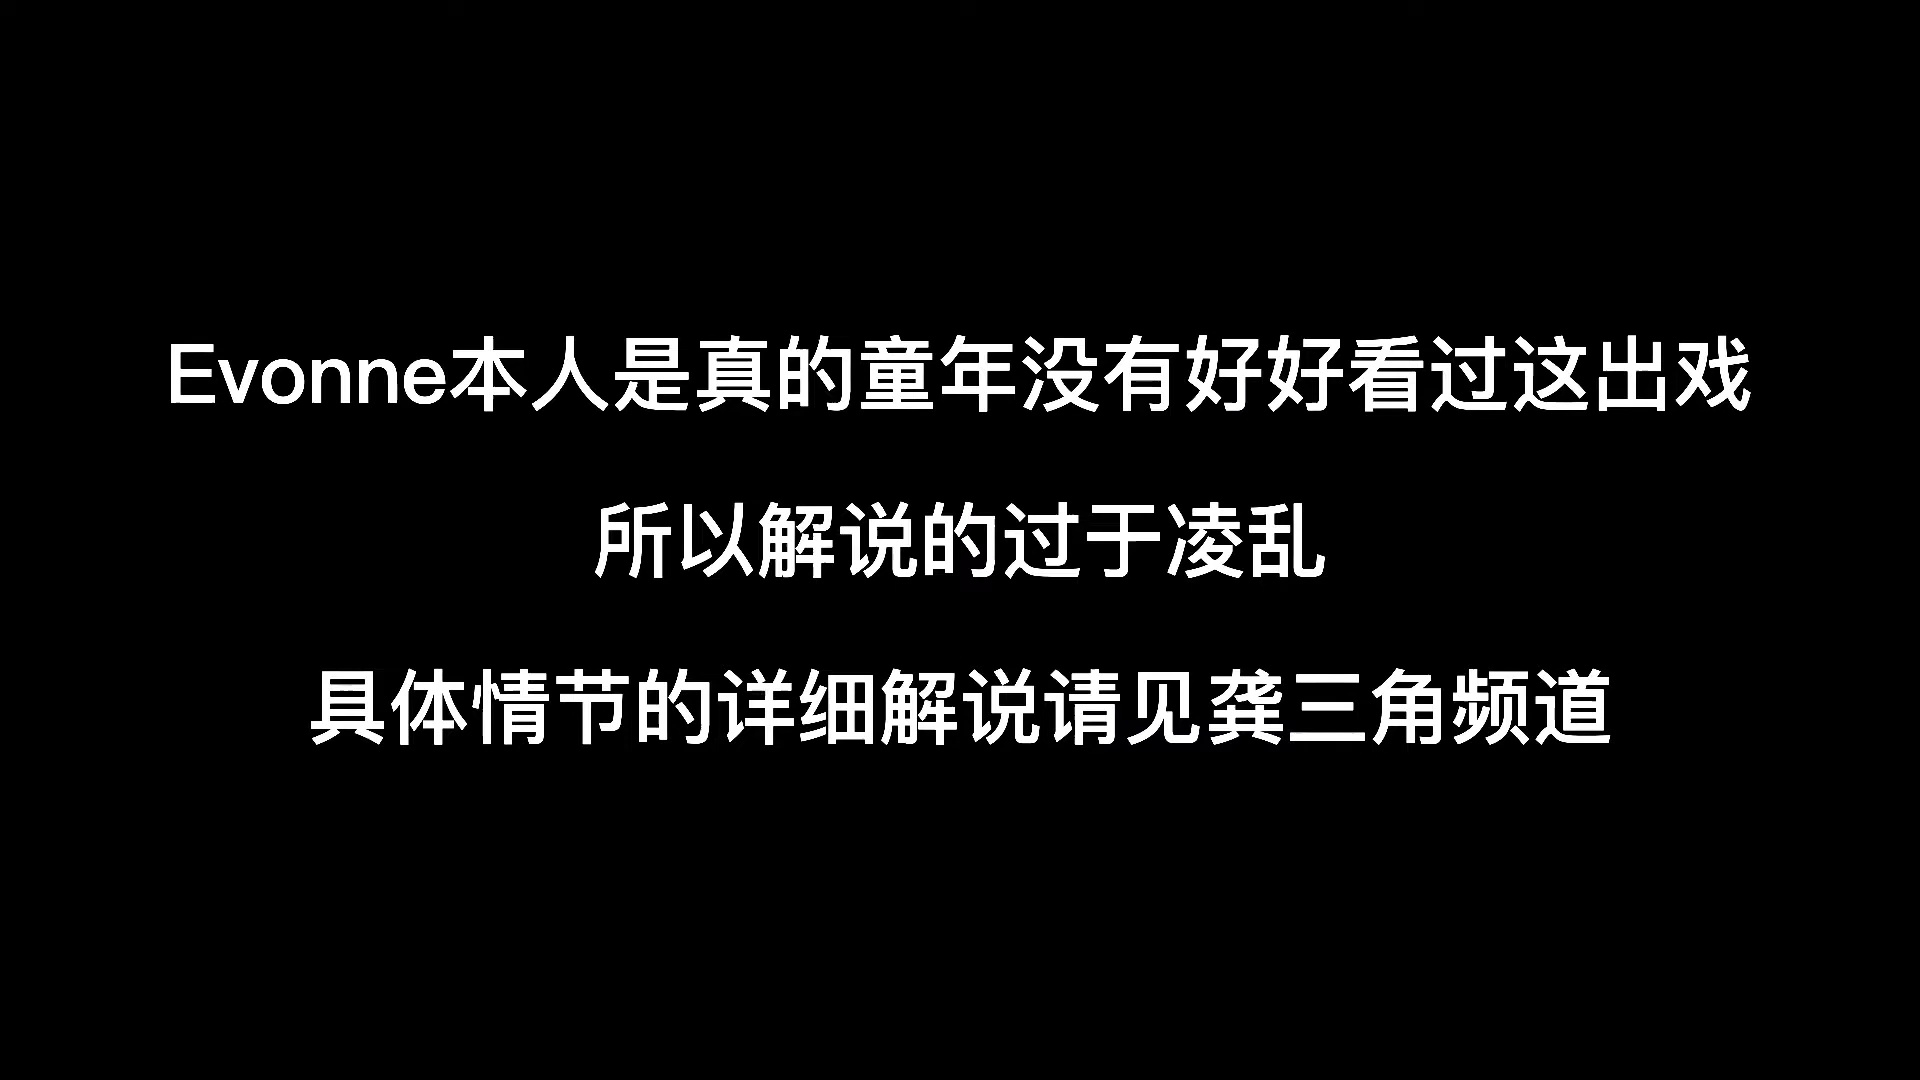 Evonne本人是真的童年没有好好看过这出戏
所以解说的过于凌乱
具体情节的详细解说请见龚三角频道